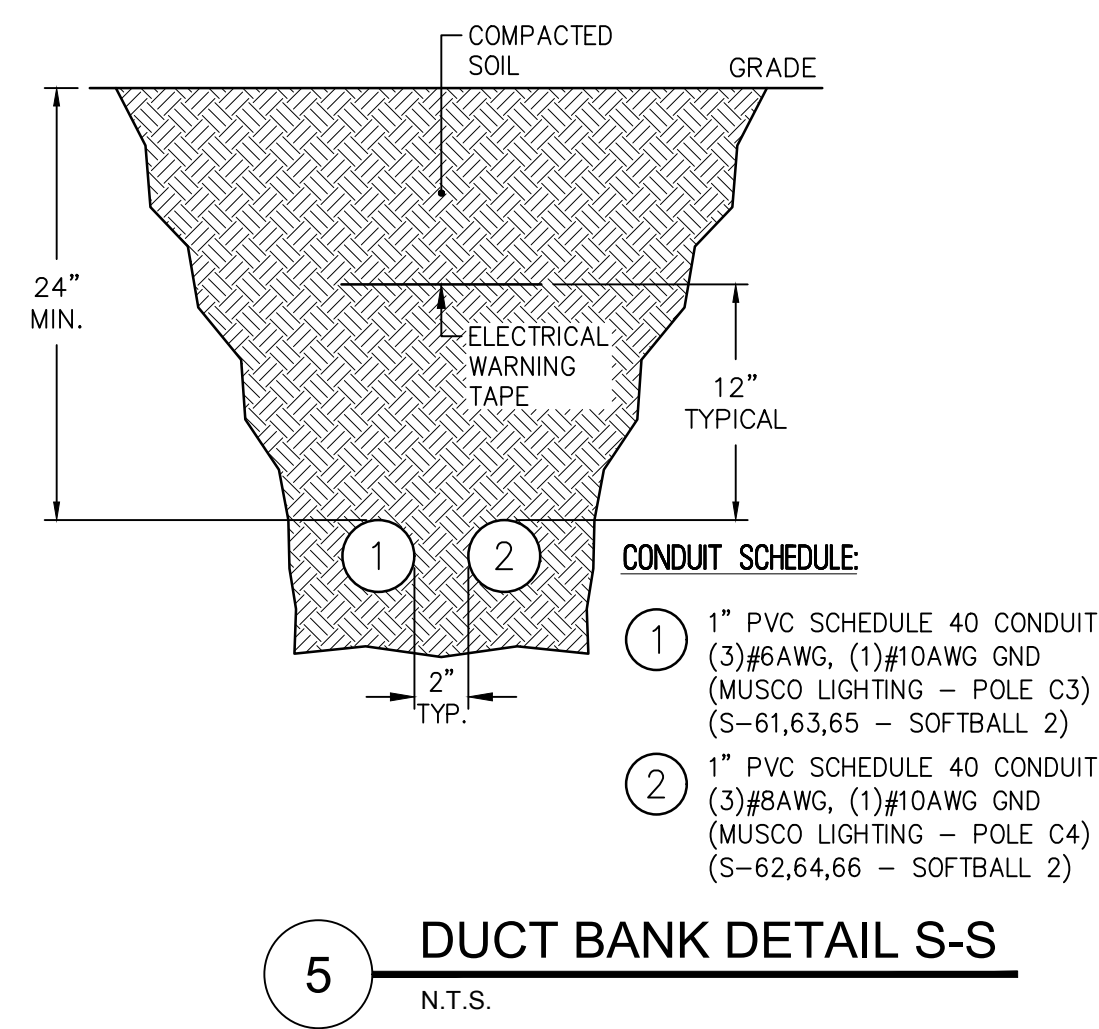 COMPACTED
SOIL
GRADE
24”
MIN.
ELECTRICAL
WARNING
TAPE
12”
TYPICAL
1
2
2”
TYP.
CONDUIT SCHEDULE:
1 1” PVC SCHEDULE 40 CONDUIT
(3)#6AWG, (1)#10AWG GND
(MUSCO LIGHTING – POLE C3)
(S–61,63,65 – SOFTBALL 2)
2 1” PVC SCHEDULE 40 CONDUIT
(3)#8AWG, (1)#10AWG GND
(MUSCO LIGHTING – POLE C4)
(S–62,64,66 – SOFTBALL 2)
5 DUCT BANK DETAIL S-S
N.T.S.